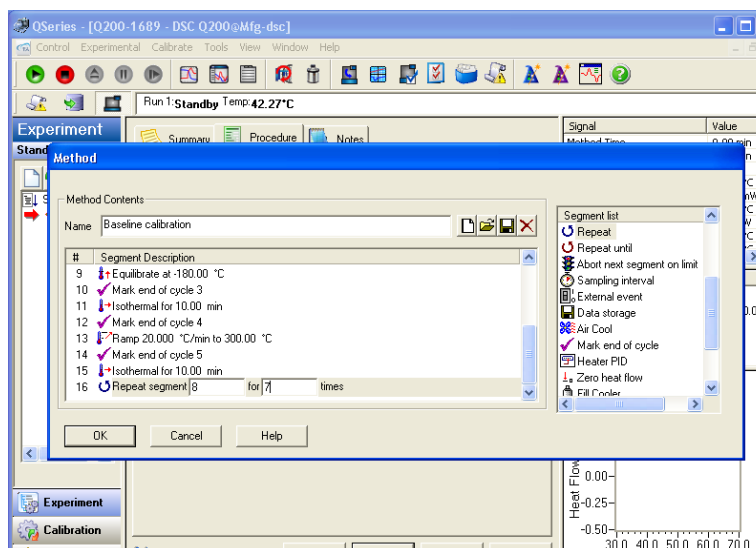 QSeries - [Q200-1689 - DSC Q200@Mfg-dsc]
Control Experimental Calibrate Tools View Window Help
Run 1:Standby Temp:42.27°C
Experiment
Stand
Summary Procedure Notes
Signal Value
Method Time 0.00 min
Method
Method Contents
Name Baseline calibration
# Segment Description
9 Equilibrate at -180.00 °C
10 Mark end of cycle 3
11 Isothermal for 10.00 min
12 Mark end of cycle 4
13 Ramp 20.000 °C/min to 300.00 °C
14 Mark end of cycle 5
15 Isothermal for 10.00 min
16 Repeat segment 8 for 7 times
Segment list
Repeat
Repeat until
Abort next segment on limit
Sampling interval
External event
Data storage
Air Cool
Mark end of cycle
Heater PID
Zero heat flow
Fill Cooler
OK Cancel Help
Experiment
Calibration
Heat Flow
0.00
-0.25
-0.50
30.0 40.0 50.0 60.0 70.0